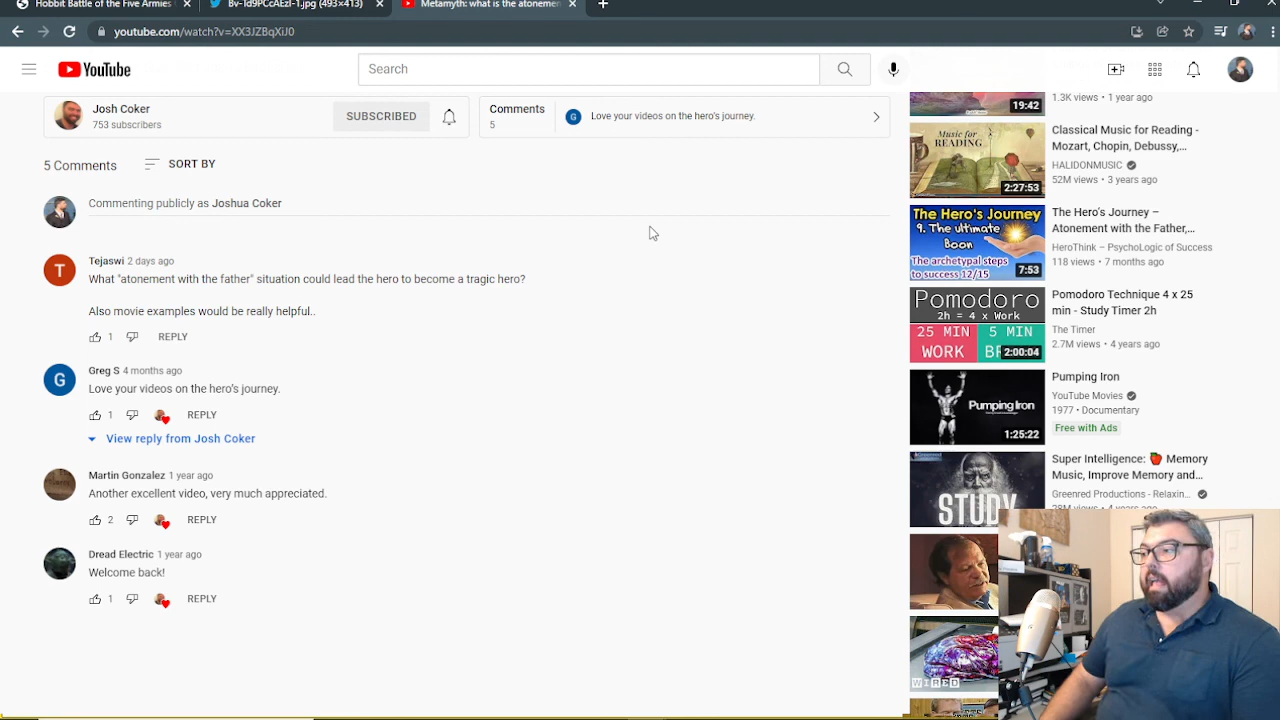 Hobbit Battle of the Five Armies
Bv-1d9PCcAEzI-1.jpg (493×413)
Metamyth: what is the atonemen
youtube.com/watch?v=XX3JZBqXiJ0
YouTube
Search
Josh Coker
753 subscribers
SUBSCRIBED
Comments
5
G
Love your videos on the hero's journey.
5 Comments
SORT BY
Commenting publicly as Joshua Coker
T
Tejaswi 2 days ago
What "atonement with the father" situation could lead the hero to become a tragic hero?
Also movie examples would be really helpful..
1
REPLY
G
Greg S 4 months ago
Love your videos on the hero's journey.
1
REPLY
View reply from Josh Coker
Martin Gonzalez 1 year ago
Another excellent video, very much appreciated.
2
REPLY
Dread Electric 1 year ago
Welcome back!
1
REPLY
19:42
1.3K views • 1 year ago
Music for
READING
2:27:53
Classical Music for Reading -
Mozart, Chopin, Debussy,...
HALIDONMUSIC
52M views • 3 years ago
The Hero's Journey
9. The ultimate
Boon
The archetypal steps
to success 12/15
7:53
The Hero's Journey –
Atonement with the Father,...
HeroThink – PsychoLogic of Success
118 views • 7 months ago
Pomodoro
2h = 4 x Work
25 MIN
WORK
5 MIN
2:00:04
Pomodoro Technique 4 x 25
min - Study Timer 2h
The Timer
2.7M views • 4 years ago
Pumping Iron
1:25:22
Pumping Iron
YouTube Movies
1977 • Documentary
Free with Ads
STUDY
Super Intelligence: 🍎 Memory
Music, Improve Memory and...
Greenred Productions - Relaxin...
28M views • 4 years ago
WIRED